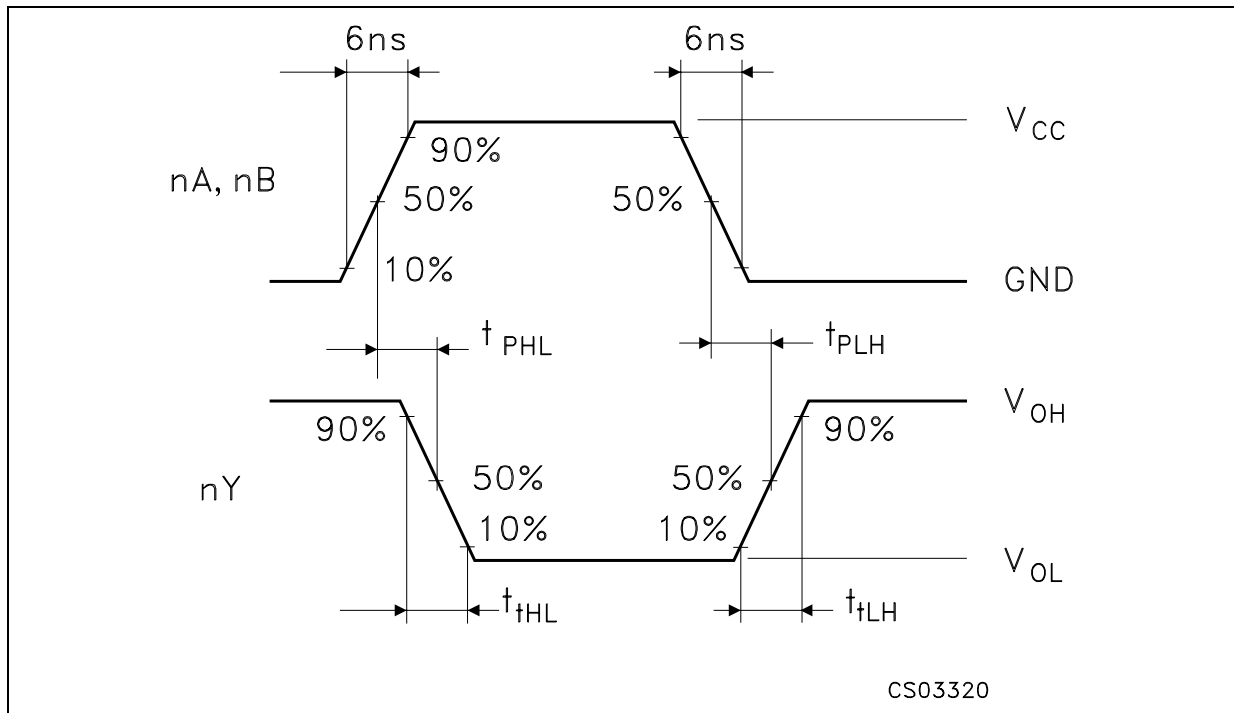 6ns 6ns
V CC
90%
nA, nB 50% 50%
10% GND
t PHL t PLH
V OH
90% 90%
nY 50% 50%
10% 10%
V OL
t tHL t tLH
CS03320